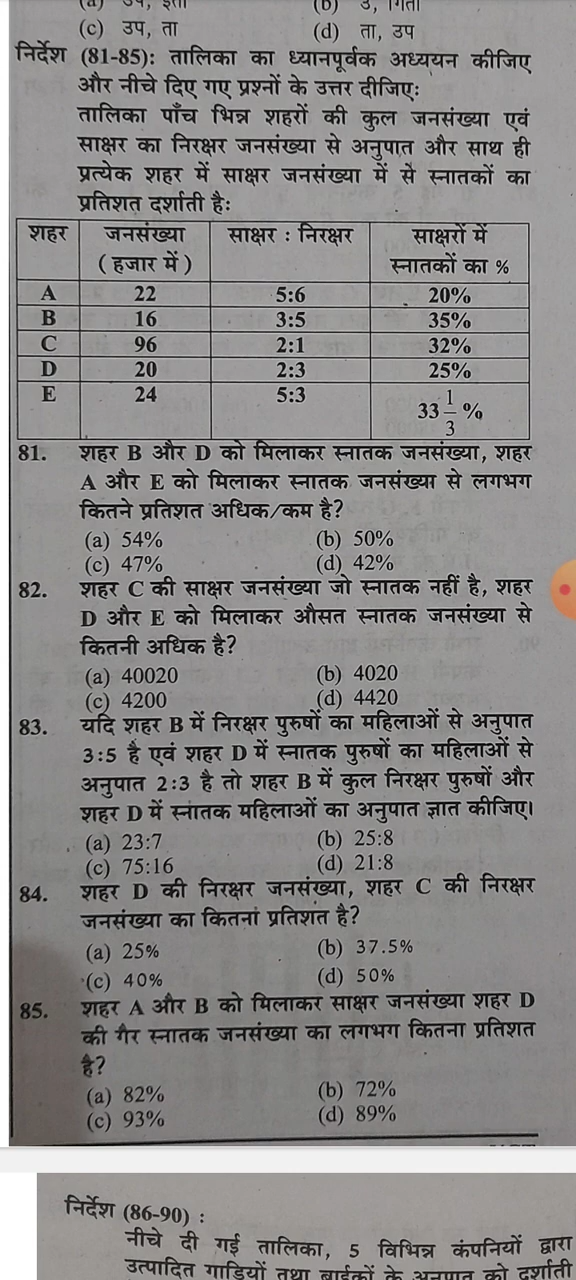 (c) उप, ता (d) ता, उप
निर्देश (81-85): तालिका का ध्यानपूर्वक अध्ययन कीजिए
और नीचे दिए गए प्रश्नों के उत्तर दीजिएः
तालिका पाँच भिन्न शहरों की कुल जनसंख्या एवं
साक्षर का निरक्षर जनसंख्या से अनुपात और साथ ही
प्रत्येक शहर में साक्षर जनसंख्या में से स्नातकों का
प्रतिशत दर्शाती हैः
शहर जनसंख्या साक्षर : निरक्षर साक्षरों में
( हजार में ) स्नातकों का %
A 22 5:6 20%
B 16 3:5 35%
C 96 2:1 32%
D 20 2:3 25%
E 24 5:3 33 1/3 %
81. शहर B और D को मिलाकर स्नातक जनसंख्या, शहर
A और E को मिलाकर स्नातक जनसंख्या से लगभग
कितने प्रतिशत अधिक/कम है?
(a) 54% (b) 50%
(c) 47% (d) 42%
82. शहर C की साक्षर जनसंख्या जो स्नातक नहीं है, शहर
D और E को मिलाकर औसत स्नातक जनसंख्या से
कितनी अधिक है?
(a) 40020 (b) 4020
(c) 4200 (d) 4420
83. यदि शहर B में निरक्षर पुरुषों का महिलाओं से अनुपात
3:5 है एवं शहर D में स्नातक पुरुषों का महिलाओं से
अनुपात 2:3 है तो शहर B में कुल निरक्षर पुरुषों और
शहर D में स्नातक महिलाओं का अनुपात ज्ञात कीजिए।
(a) 23:7 (b) 25:8
(c) 75:16 (d) 21:8
84. शहर D की निरक्षर जनसंख्या, शहर C की निरक्षर
जनसंख्या का कितना प्रतिशत है?
(a) 25% (b) 37.5%
(c) 40% (d) 50%
85. शहर A और B को मिलाकर साक्षर जनसंख्या शहर D
की गैर स्नातक जनसंख्या का लगभग कितना प्रतिशत
है?
(a) 82% (b) 72%
(c) 93% (d) 89%
निर्देश (86-90) :
नीचे दी गई तालिका, 5 विभिन्न कंपनियों द्वारा
उत्पादित गाड़ियों तथा बाईकों के अनुपात को दर्शाती